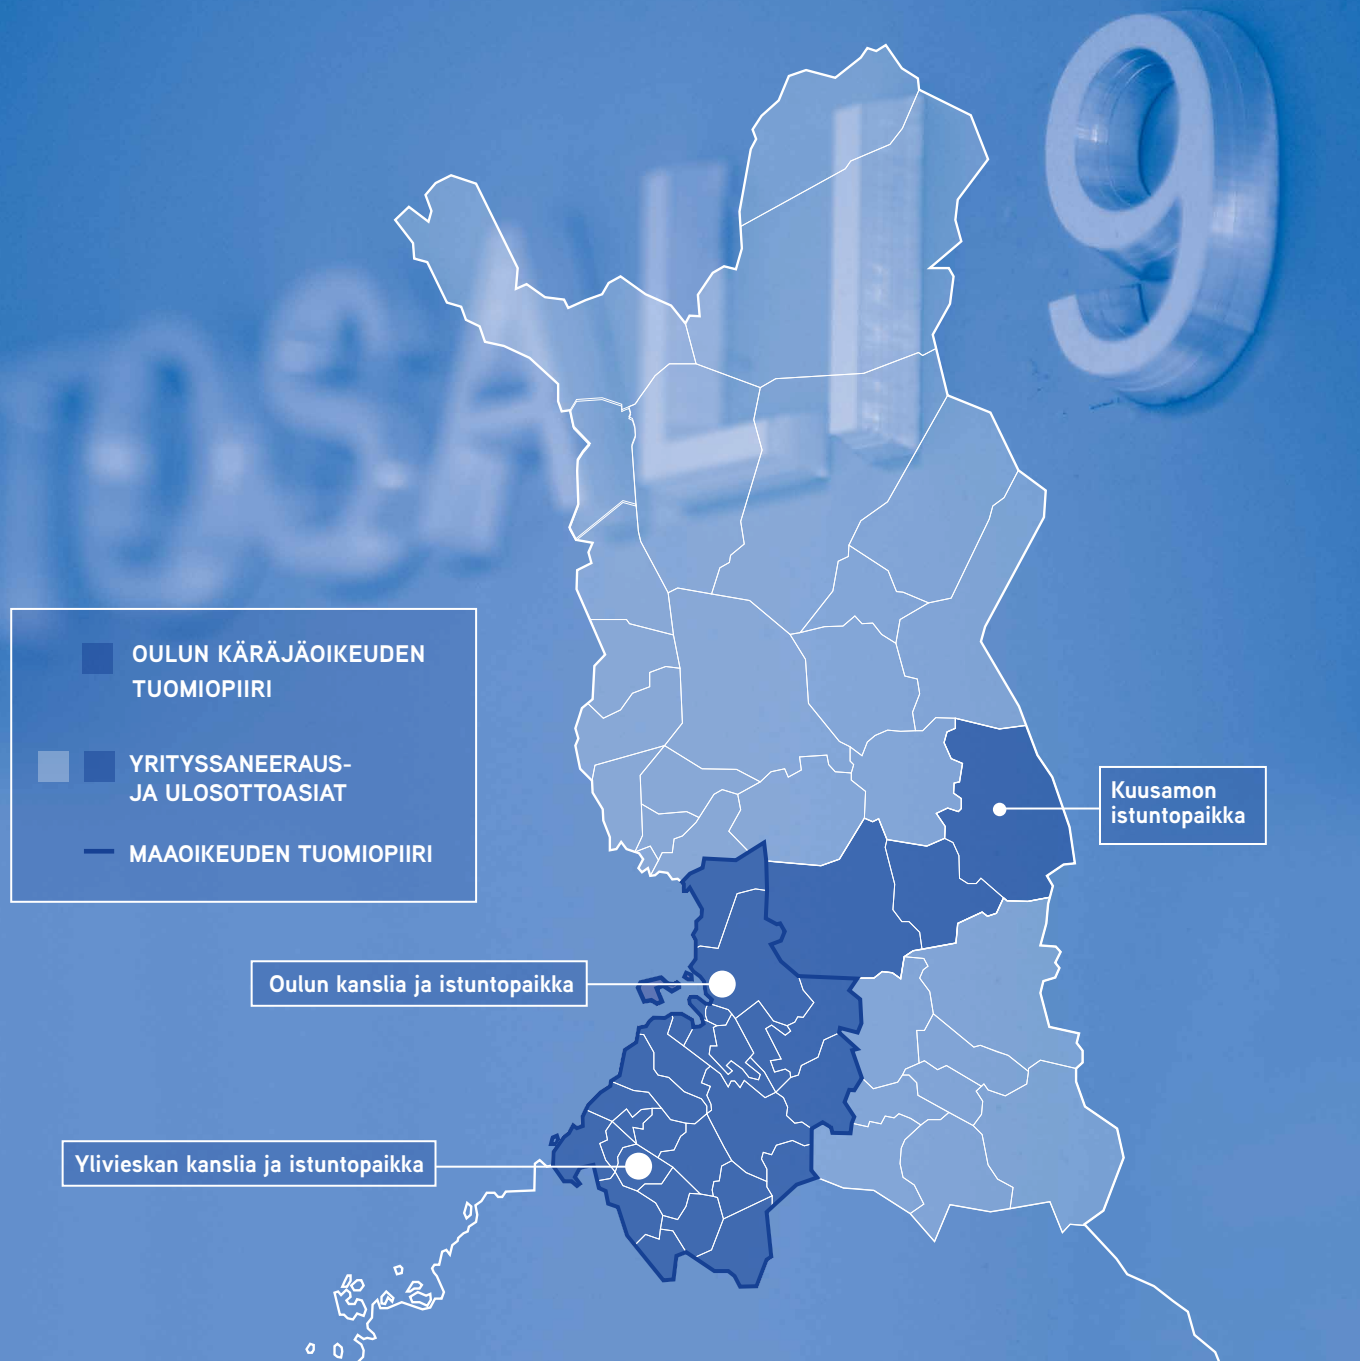 TOSALI 9
OULUN KÄRÄJÄOIKEUDEN
TUOMIOPIIRI
YRITYSSANEERAUS-
JA ULOSOTTOASIAT
MAAOIKEUDEN TUOMIOPIIRI
Kuusamon
istuntopaikka
Oulun kanslia ja istuntopaikka
Ylivieskan kanslia ja istuntopaikka